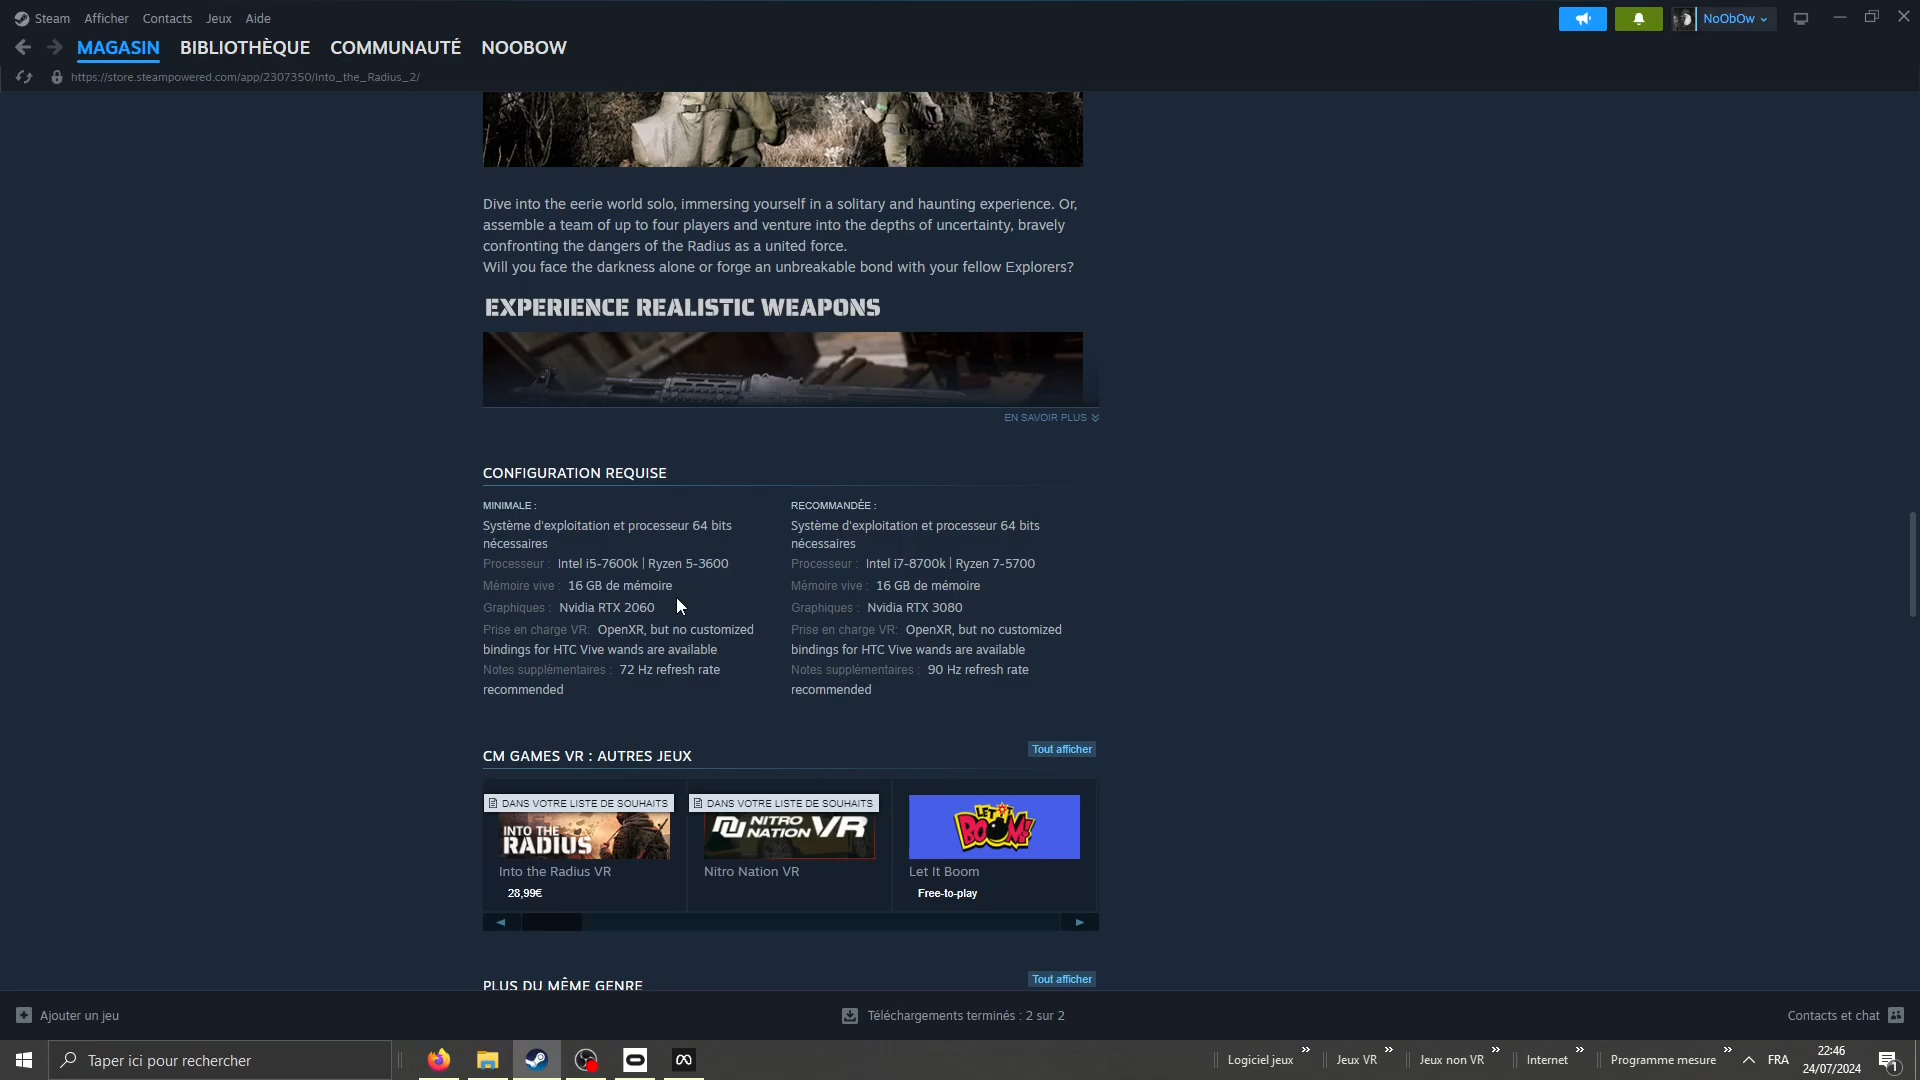 Steam Afficher Contacts Jeux Aide
NoObOw
MAGASIN BIBLIOTHÈQUE COMMUNAUTÉ NOOBOW
https://store.steampowered.com/app/2307350/Into_the_Radius_2/
Dive into the eerie world solo, immersing yourself in a solitary and haunting experience. Or,
assemble a team of up to four players and venture into the depths of uncertainty, bravely
confronting the dangers of the Radius as a united force.
Will you face the darkness alone or forge an unbreakable bond with your fellow Explorers?
EXPERIENCE REALISTIC WEAPONS
EN SAVOIR PLUS
CONFIGURATION REQUISE
MINIMALE :
Système d'exploitation et processeur 64 bits
nécessaires
Processeur : Intel i5-7600k | Ryzen 5-3600
Mémoire vive : 16 GB de mémoire
Graphiques : Nvidia RTX 2060
Prise en charge VR: OpenXR, but no customized
bindings for HTC Vive wands are available
Notes supplémentaires : 72 Hz refresh rate
recommended
RECOMMANDÉE :
Système d'exploitation et processeur 64 bits
nécessaires
Processeur : Intel i7-8700k | Ryzen 7-5700
Mémoire vive : 16 GB de mémoire
Graphiques : Nvidia RTX 3080
Prise en charge VR: OpenXR, but no customized
bindings for HTC Vive wands are available
Notes supplémentaires : 90 Hz refresh rate
recommended
CM GAMES VR : AUTRES JEUX
Tout afficher
DANS VOTRE LISTE DE SOUHAITS
INTO THE
RADIUS
Into the Radius VR
28,99€
DANS VOTRE LISTE DE SOUHAITS
NITRO
NATION VR
Nitro Nation VR
LET IT
BOOM!
Let It Boom
Free-to-play
PLUS DU MÊME GENRE
Tout afficher
Ajouter un jeu
Téléchargements terminés : 2 sur 2
Contacts et chat
Taper ici pour rechercher
Logiciel jeux
Jeux VR
Jeux non VR
Internet
Programme mesure
FRA
22:46
24/07/2024
1